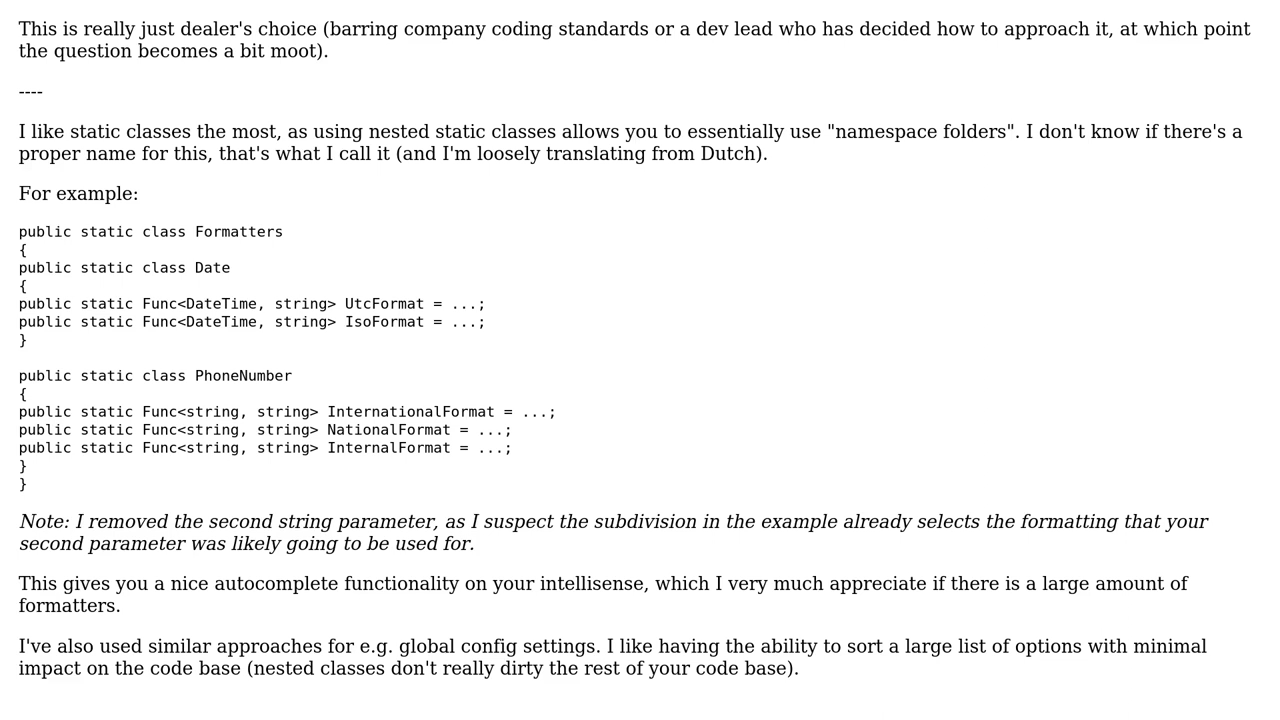 This is really just dealer's choice (barring company coding standards or a dev lead who has decided how to approach it, at which point
the question becomes a bit moot).
----
I like static classes the most, as using nested static classes allows you to essentially use "namespace folders". I don't know if there's a
proper name for this, that's what I call it (and I'm loosely translating from Dutch).
For example:
public static class Formatters
{
public static class Date
{
public static Func<DateTime, string> UtcFormat = ...;
public static Func<DateTime, string> IsoFormat = ...;
}
public static class PhoneNumber
{
public static Func<string, string> InternationalFormat = ...;
public static Func<string, string> NationalFormat = ...;
public static Func<string, string> InternalFormat = ...;
}
}
Note: I removed the second string parameter, as I suspect the subdivision in the example already selects the formatting that your
second parameter was likely going to be used for.
This gives you a nice autocomplete functionality on your intellisense, which I very much appreciate if there is a large amount of
formatters.
I've also used similar approaches for e.g. global config settings. I like having the ability to sort a large list of options with minimal
impact on the code base (nested classes don't really dirty the rest of your code base).